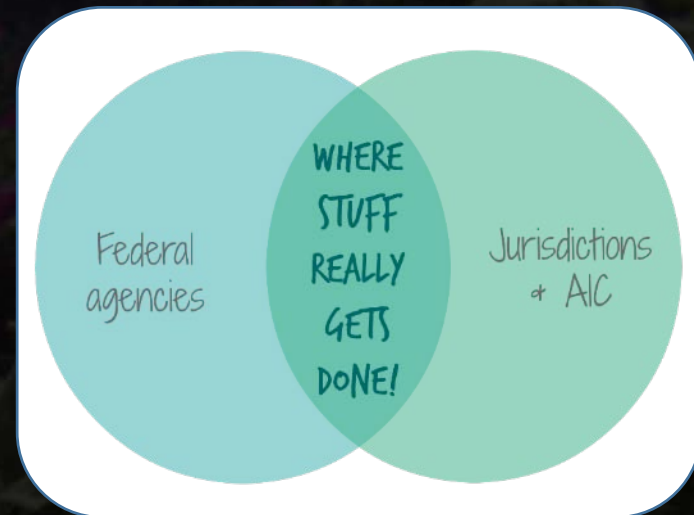 Federal
agencies
WHERE
STUFF
REALLY
GETS
DONE!
Jurisdictions
& AIC